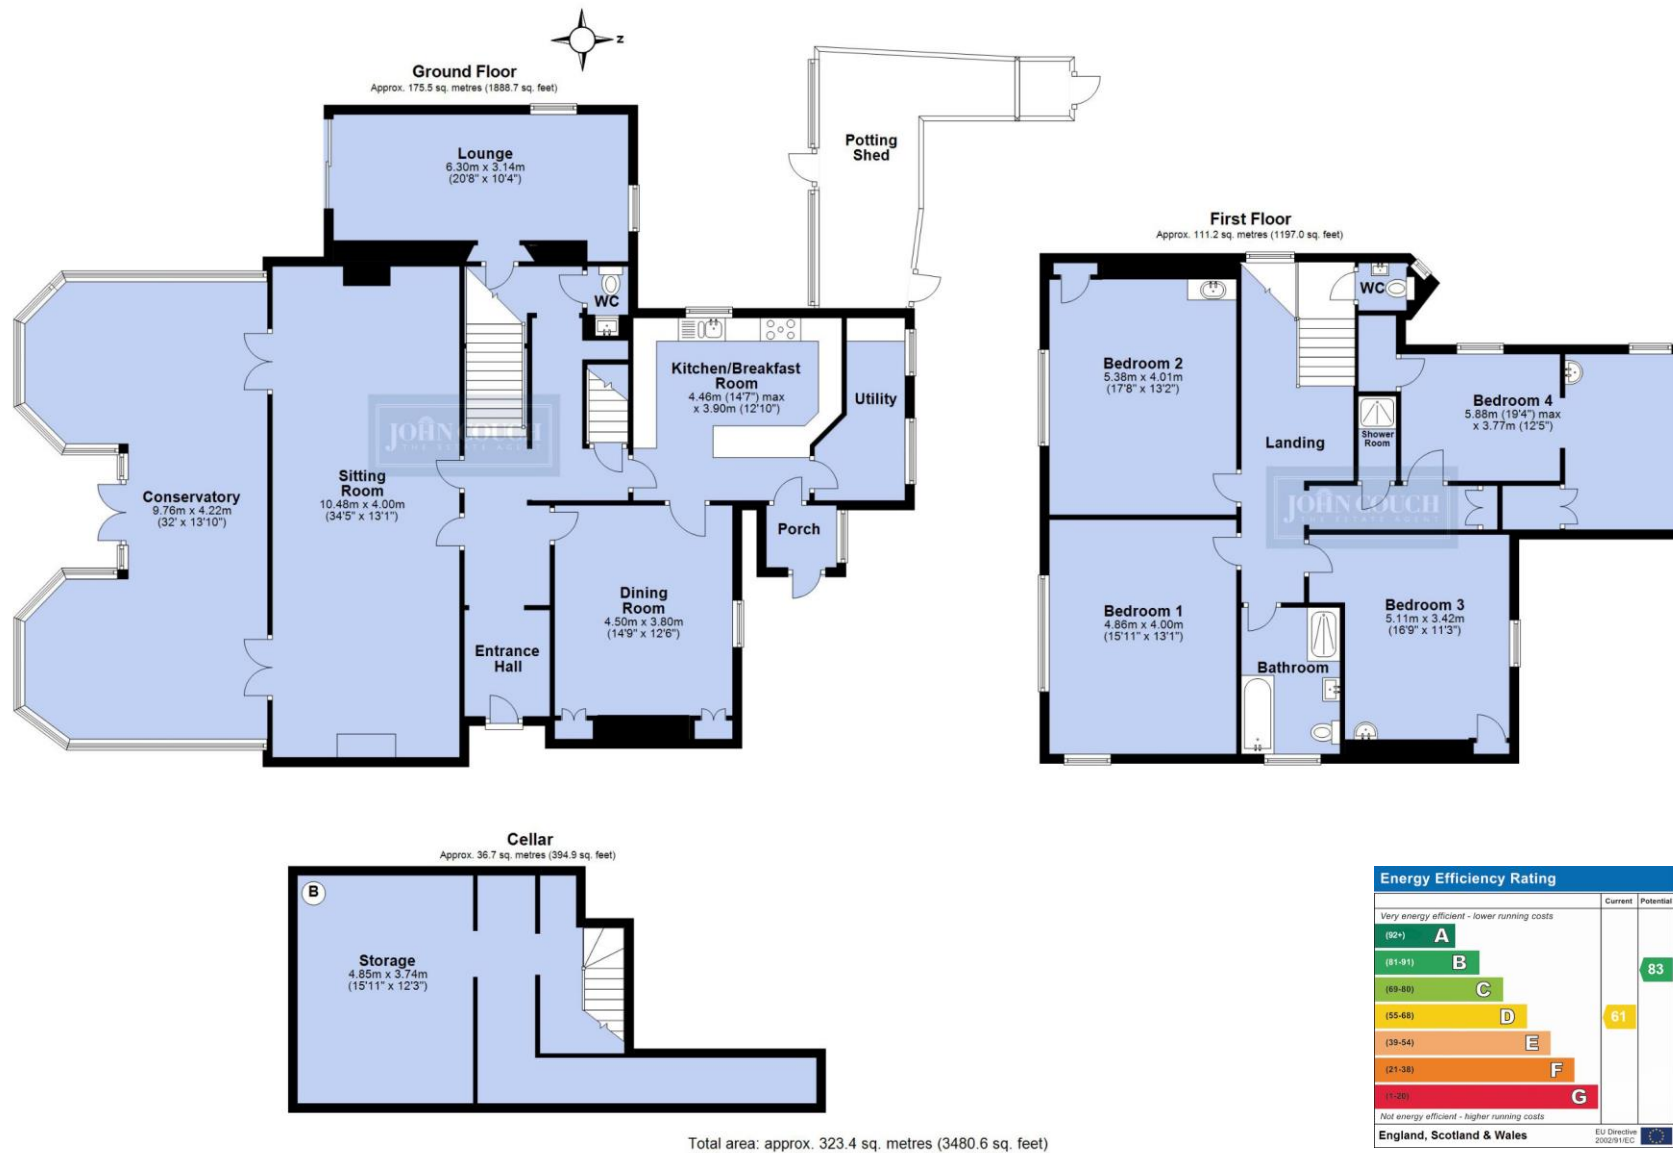 z
Ground Floor
Approx. 175.5 sq. metres (1888.7 sq. feet)
Lounge
6.30m x 3.14m
(20'8" x 10'4")
Potting
Shed
WC
Kitchen/Breakfast
Room
4.46m (14'7") max
x 3.90m (12'10")
Utility
Conservatory
9.76m x 4.22m
(32' x 13'10")
Sitting
Room
10.48m x 4.00m
(34'5" x 13'1")
JOHN COUCH
THE ESTATE AGENT
Porch
Dining
Room
4.50m x 3.80m
(14'9" x 12'6")
Entrance
Hall
First Floor
Approx. 111.2 sq. metres (1197.0 sq. feet)
WC
Bedroom 2
5.38m x 4.01m
(17'8" x 13'2")
Bedroom 4
5.88m (19'4") max
x 3.77m (12'5")
Shower
Room
Landing
JOHN COUCH
THE ESTATE AGENT
Bedroom 1
4.86m x 4.00m
(15'11" x 13'1")
Bedroom 3
5.11m x 3.42m
(16'9" x 11'3")
Bathroom
Cellar
Approx. 36.7 sq. metres (394.9 sq. feet)
B
Storage
4.85m x 3.74m
(15'11" x 12'3")
Energy Efficiency Rating
Current Potential
Very energy efficient - lower running costs
(92+) A
(81-91) B
83
(69-80) C
(55-68) D
61
(39-54) E
(21-38) F
(1-20) G
Not energy efficient - higher running costs
England, Scotland & Wales
EU Directive
2002/91/EC
Total area: approx. 323.4 sq. metres (3480.6 sq. feet)